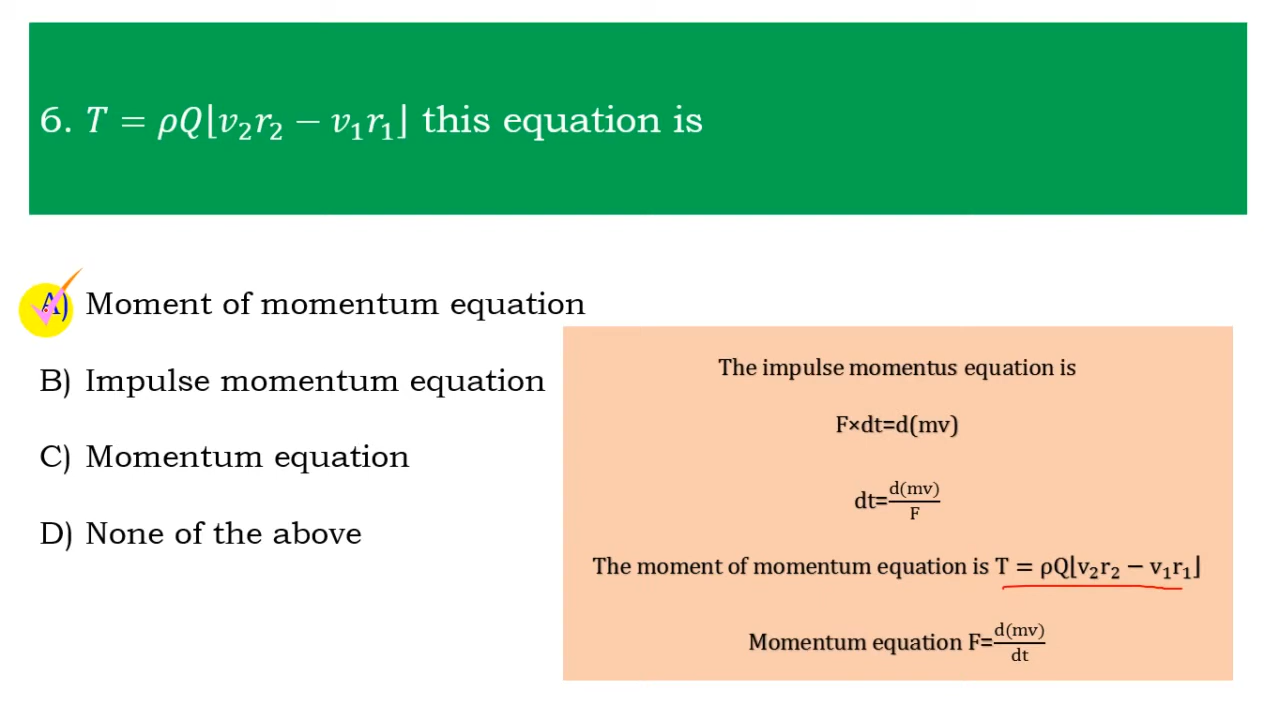 6. T = ρQ⌊v₂r₂ − v₁r₁⌋ this equation is
A) Moment of momentum equation
B) Impulse momentum equation
C) Momentum equation
D) None of the above
The impulse momentus equation is
F×dt=d(mv)
dt=d(mv)/F
The moment of momentum equation is T = ρQ⌊v₂r₂ − v₁r₁⌋
Momentum equation F=d(mv)/dt